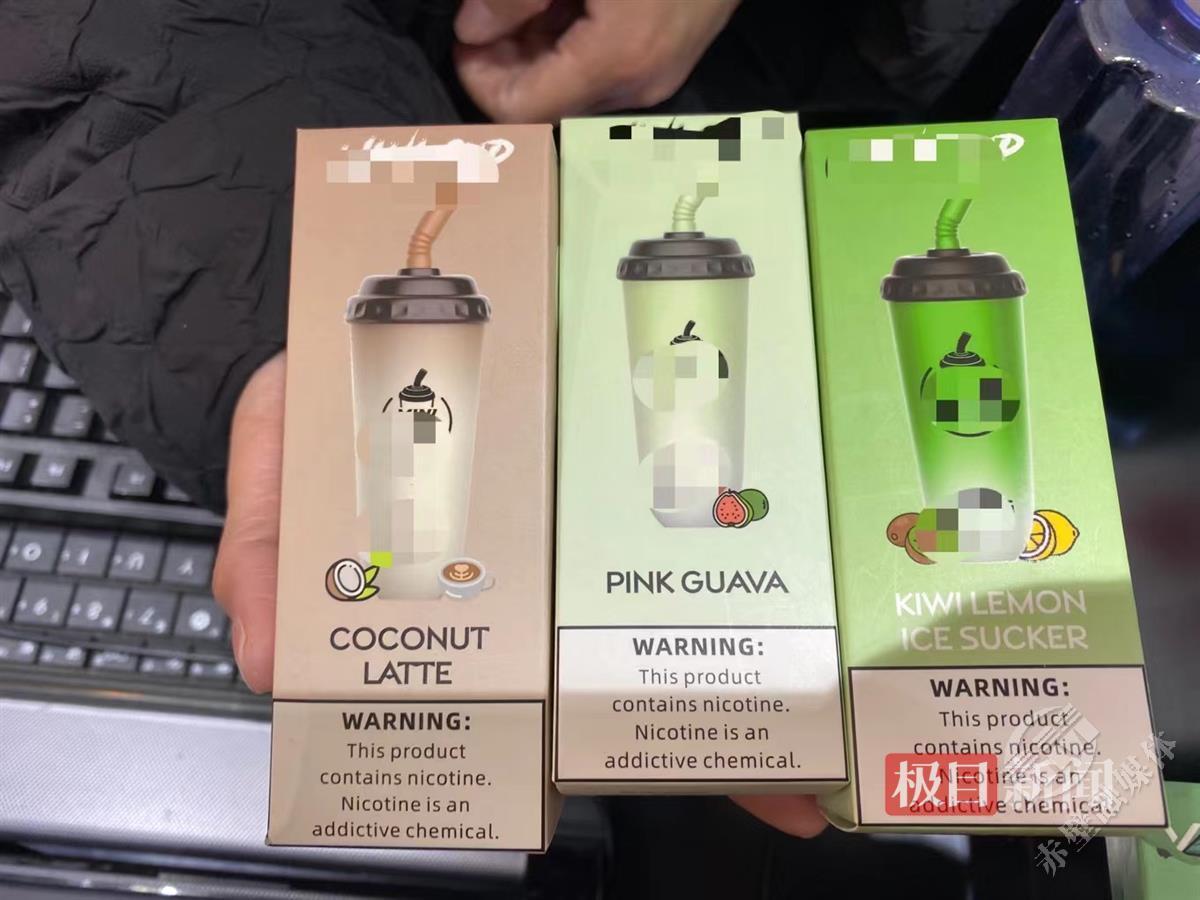 COCONUT
LATTE
WARNING:
This product
contains nicotine.
Nicotine is an
addictive chemical.
PINK GUAVA
WARNING:
This product
contains nicotine.
Nicotine is an
addictive chemical.
KIWI LEMON
ICE SUCKER
WARNING:
This product
contains nicotine.
Nicotine is an
addictive chemical.
极目新闻